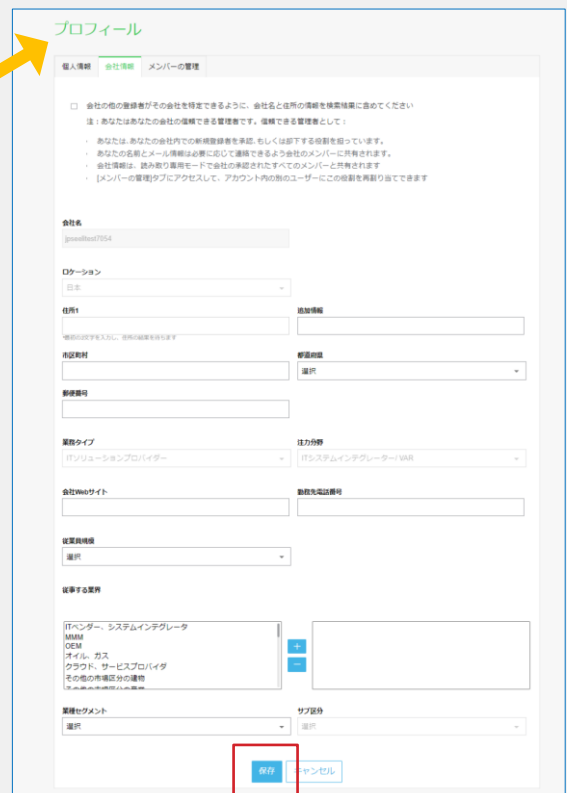 プロフィール
個人情報 会社情報 メンバーの管理
会社の他の登録者がその会社を特定できるように、会社名と住所の情報を検索結果に含めてください
注：あなたはあなたの会社の信頼できる管理者です。信頼できる管理者として：
・ あなたは、あなたの会社内での新規登録者を承認、もしくは却下する役割を担っています。
・ あなたの名前とメール情報は必要に応じて連絡できるよう会社のメンバーに共有されます。
・ 会社情報は、読み取り専用モードで会社の承認されたすべてのメンバーと共有されます
・ [メンバーの管理]タブにアクセスして、アカウント内の別のユーザーにこの役割を再割り当てできます
会社名
jpswelltest7054
ロケーション
日本
住所1 追加情報
*最初の3文字を入力し、住所の結果を待ちます
市区町村 都道府県
選択
郵便番号
業務タイプ 注力分野
ITソリューションプロバイダー ITシステムインテグレーター/ VAR
会社Webサイト 勤務先電話番号
従業員規模
選択
従事する業界
ITベンダー、システムインテグレータ
MMM
OEM
オイル、ガス
クラウド、サービスプロバイダ
その他の市場区分の建物
+
−
業種セグメント サブ区分
選択 選択
保存 キャンセル